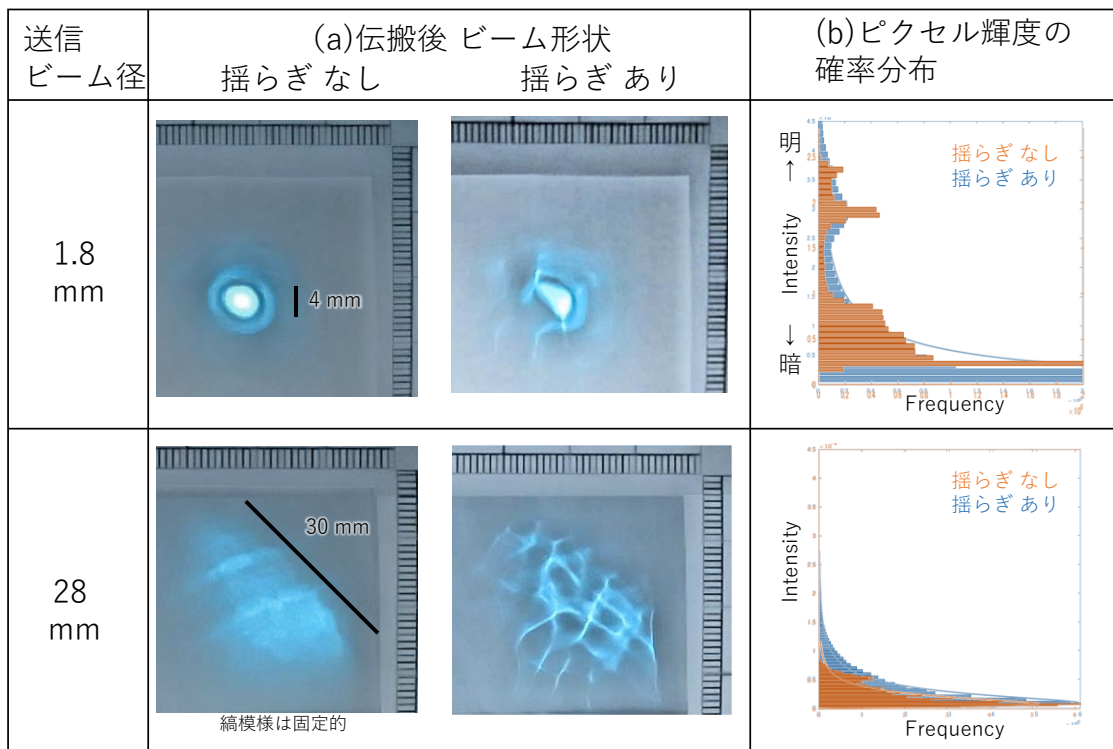 送信
ビーム径
(a)伝搬後 ビーム形状
揺らぎ なし
揺らぎ あり
(b)ピクセル輝度の
確率分布
1.8
mm
4 mm
明
↑
Intensity
↓
暗
揺らぎ なし
揺らぎ あり
Frequency
28
mm
30 mm
縞模様は固定的
Intensity
揺らぎ なし
揺らぎ あり
Frequency